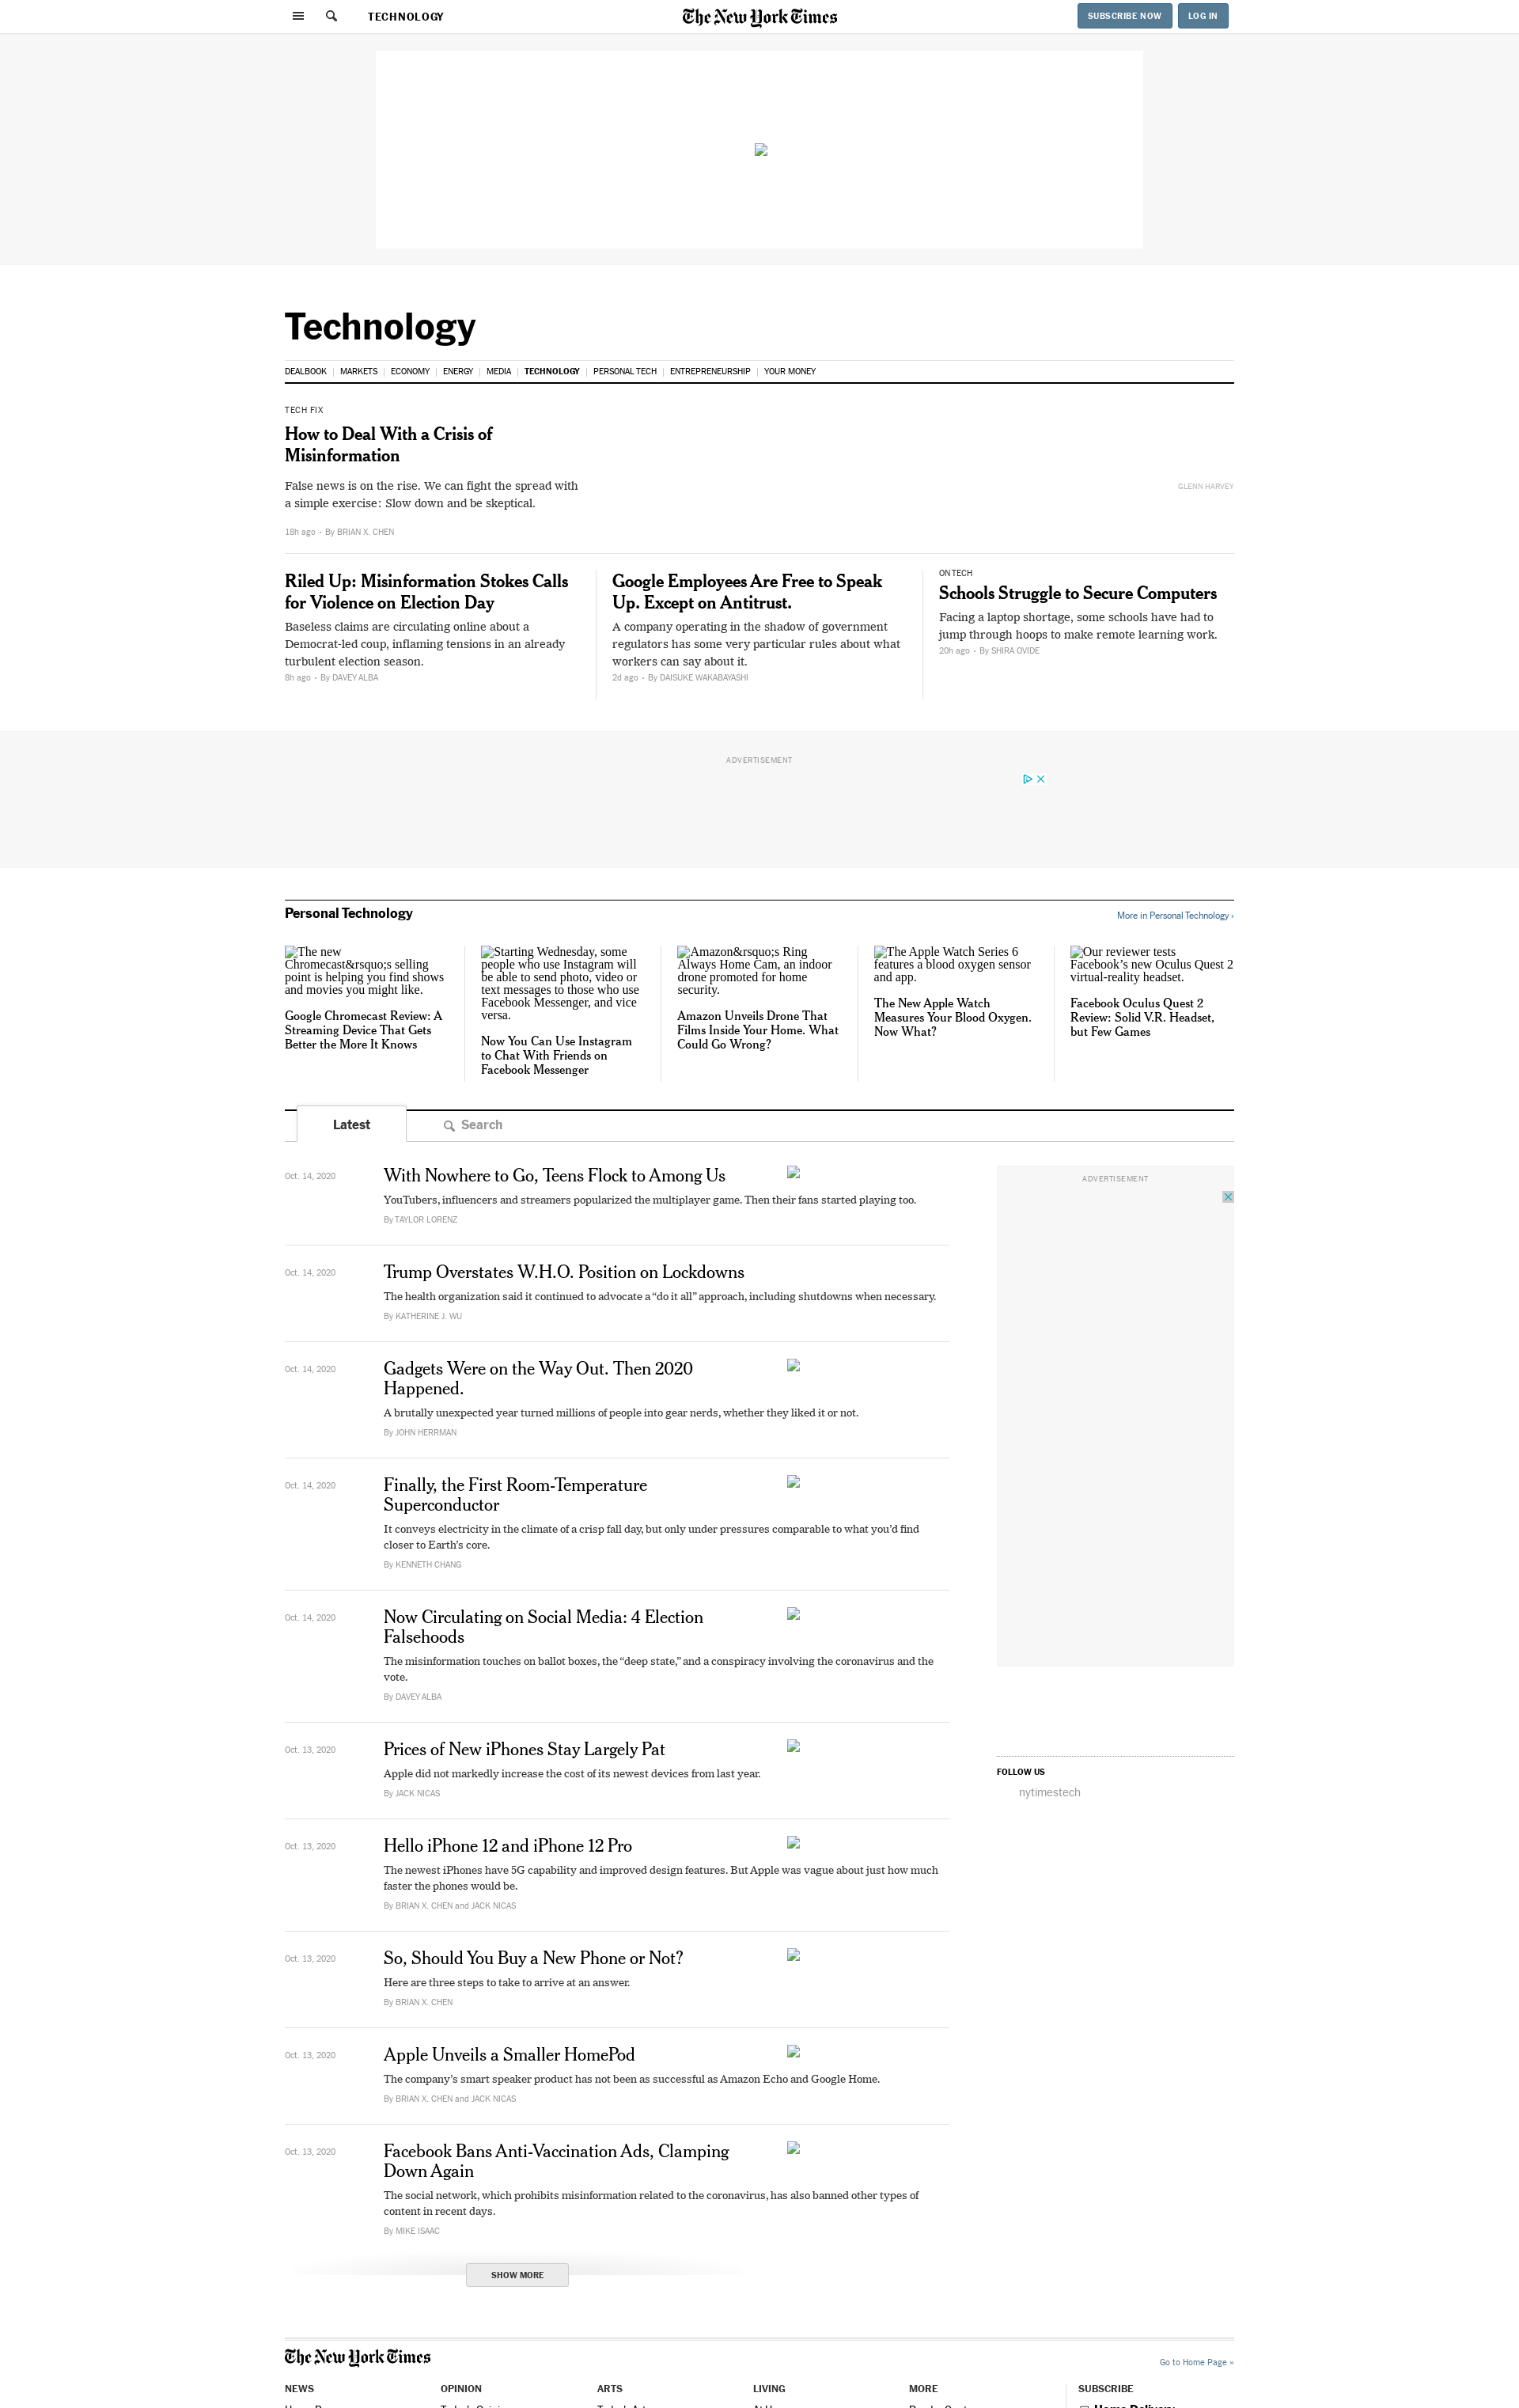 TECHNOLOGY
The New York Times
SUBSCRIBE NOW
LOG IN
Technology
DEALBOOK
MARKETS
ECONOMY
ENERGY
MEDIA
TECHNOLOGY
PERSONAL TECH
ENTREPRENEURSHIP
YOUR MONEY
TECH FIX
How to Deal With a Crisis of
Misinformation
False news is on the rise. We can fight the spread with
a simple exercise: Slow down and be skeptical.
18h ago • By BRIAN X. CHEN
GLENN HARVEY
Riled Up: Misinformation Stokes Calls
for Violence on Election Day
Baseless claims are circulating online about a
Democrat-led coup, inflaming tensions in an already
turbulent election season.
8h ago • By DAVEY ALBA
Google Employees Are Free to Speak
Up. Except on Antitrust.
A company operating in the shadow of government
regulators has some very particular rules about what
workers can say about it.
2d ago • By DAISUKE WAKABAYASHI
ON TECH
Schools Struggle to Secure Computers
Facing a laptop shortage, some schools have had to
jump through hoops to make remote learning work.
20h ago • By SHIRA OVIDE
ADVERTISEMENT
Personal Technology
More in Personal Technology ›
The new
Chromecast&rsquo;s selling
point is helping you find shows
and movies you might like.
Google Chromecast Review: A
Streaming Device That Gets
Better the More It Knows
Starting Wednesday, some
people who use Instagram will
be able to send photo, video or
text messages to those who use
Facebook Messenger, and vice
versa.
Now You Can Use Instagram
to Chat With Friends on
Facebook Messenger
Amazon&rsquo;s Ring
Always Home Cam, an indoor
drone promoted for home
security.
Amazon Unveils Drone That
Films Inside Your Home. What
Could Go Wrong?
The Apple Watch Series 6
features a blood oxygen sensor
and app.
The New Apple Watch
Measures Your Blood Oxygen.
Now What?
Our reviewer tests
Facebook’s new Oculus Quest 2
virtual-reality headset.
Facebook Oculus Quest 2
Review: Solid V.R. Headset,
but Few Games
Latest
Search
Oct. 14, 2020
With Nowhere to Go, Teens Flock to Among Us
YouTubers, influencers and streamers popularized the multiplayer game. Then their fans started playing too.
By TAYLOR LORENZ
ADVERTISEMENT
Oct. 14, 2020
Trump Overstates W.H.O. Position on Lockdowns
The health organization said it continued to advocate a “do it all” approach, including shutdowns when necessary.
By KATHERINE J. WU
Oct. 14, 2020
Gadgets Were on the Way Out. Then 2020
Happened.
A brutally unexpected year turned millions of people into gear nerds, whether they liked it or not.
By JOHN HERRMAN
Oct. 14, 2020
Finally, the First Room-Temperature
Superconductor
It conveys electricity in the climate of a crisp fall day, but only under pressures comparable to what you’d find
closer to Earth’s core.
By KENNETH CHANG
Oct. 14, 2020
Now Circulating on Social Media: 4 Election
Falsehoods
The misinformation touches on ballot boxes, the “deep state,” and a conspiracy involving the coronavirus and the
vote.
By DAVEY ALBA
Oct. 13, 2020
Prices of New iPhones Stay Largely Pat
Apple did not markedly increase the cost of its newest devices from last year.
By JACK NICAS
FOLLOW US
nytimestech
Oct. 13, 2020
Hello iPhone 12 and iPhone 12 Pro
The newest iPhones have 5G capability and improved design features. But Apple was vague about just how much
faster the phones would be.
By BRIAN X. CHEN and JACK NICAS
Oct. 13, 2020
So, Should You Buy a New Phone or Not?
Here are three steps to take to arrive at an answer.
By BRIAN X. CHEN
Oct. 13, 2020
Apple Unveils a Smaller HomePod
The company’s smart speaker product has not been as successful as Amazon Echo and Google Home.
By BRIAN X. CHEN and JACK NICAS
Oct. 13, 2020
Facebook Bans Anti-Vaccination Ads, Clamping
Down Again
The social network, which prohibits misinformation related to the coronavirus, has also banned other types of
content in recent days.
By MIKE ISAAC
SHOW MORE
The New York Times
Go to Home Page »
NEWS
OPINION
ARTS
LIVING
MORE
SUBSCRIBE